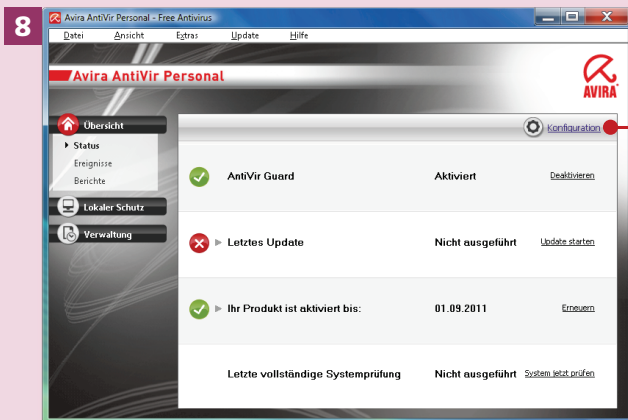 8
Avira AntiVir Personal - Free Antivirus
Datei Ansicht Extras Update Hilfe
Avira AntiVir Personal
AVIRA
Übersicht
Status
Ereignisse
Berichte
Lokaler Schutz
Verwaltung
Konfiguration
AntiVir Guard Aktiviert Deaktivieren
Letztes Update Nicht ausgeführt Update starten
Ihr Produkt ist aktiviert bis: 01.09.2011 Erneuern
Letzte vollständige Systemprüfung Nicht ausgeführt System jetzt prüfen